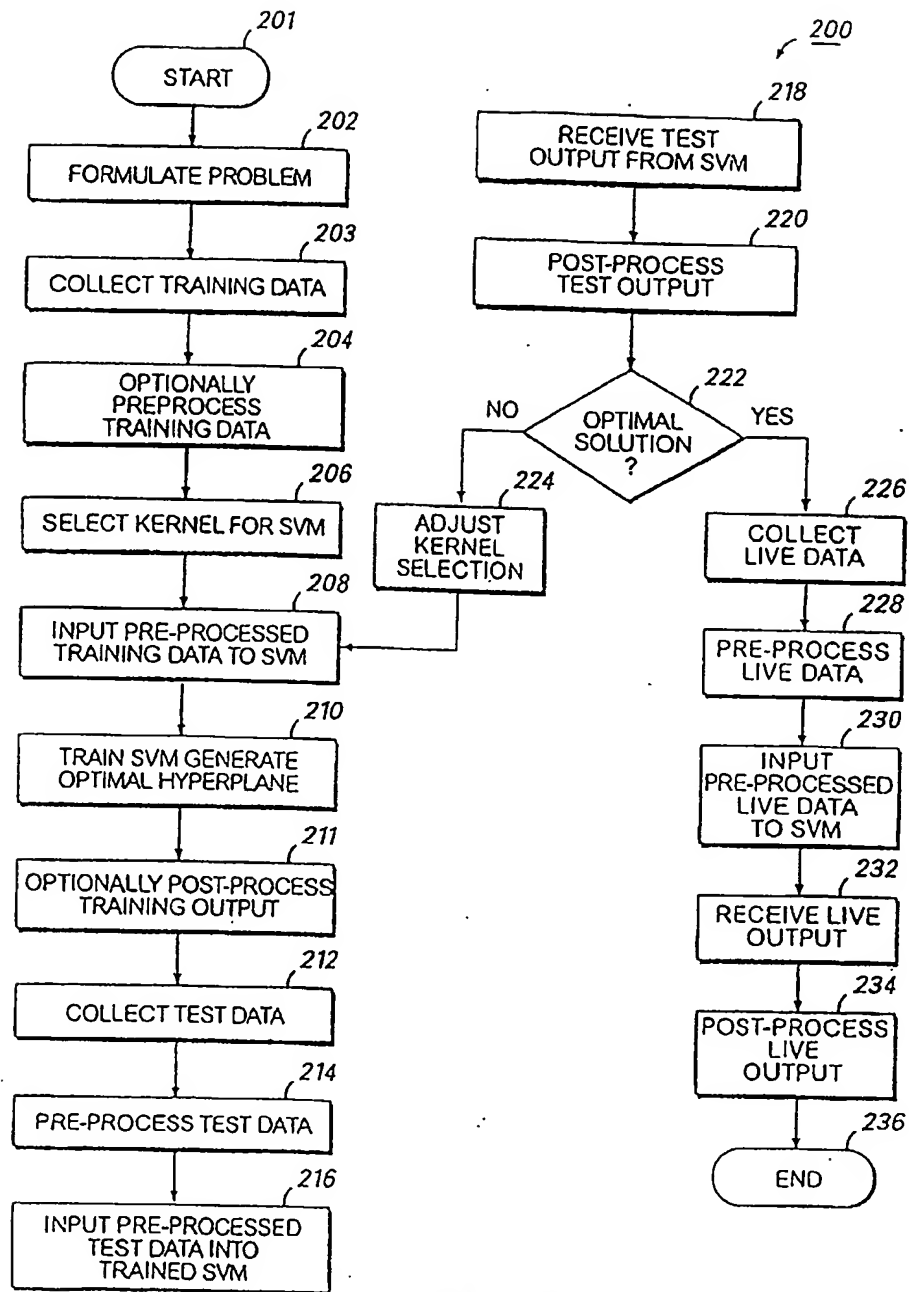 201
START
202
FORMULATE PROBLEM
203
COLLECT TRAINING DATA
204
OPTIONALLY
PREPROCESS
TRAINING DATA
206
SELECT KERNEL FOR SVM
208
INPUT PRE-PROCESSED
TRAINING DATA TO SVM
210
TRAIN SVM GENERATE
OPTIMAL HYPERPLANE
211
OPTIONALLY POST-PROCESS
TRAINING OUTPUT
212
COLLECT TEST DATA
214
PRE-PROCESS TEST DATA
216
INPUT PRE-PROCESSED
TEST DATA INTO
TRAINED SVM
200
218
RECEIVE TEST
OUTPUT FROM SVM
220
POST-PROCESS
TEST OUTPUT
222
NO
OPTIMAL
SOLUTION
?
YES
224
ADJUST
KERNEL
SELECTION
226
COLLECT
LIVE DATA
228
PRE-PROCESS
LIVE DATA
230
INPUT
PRE-PROCESSED
LIVE DATA
TO SVM
232
RECEIVE LIVE
OUTPUT
234
POST-PROCESS
LIVE
OUTPUT
236
END